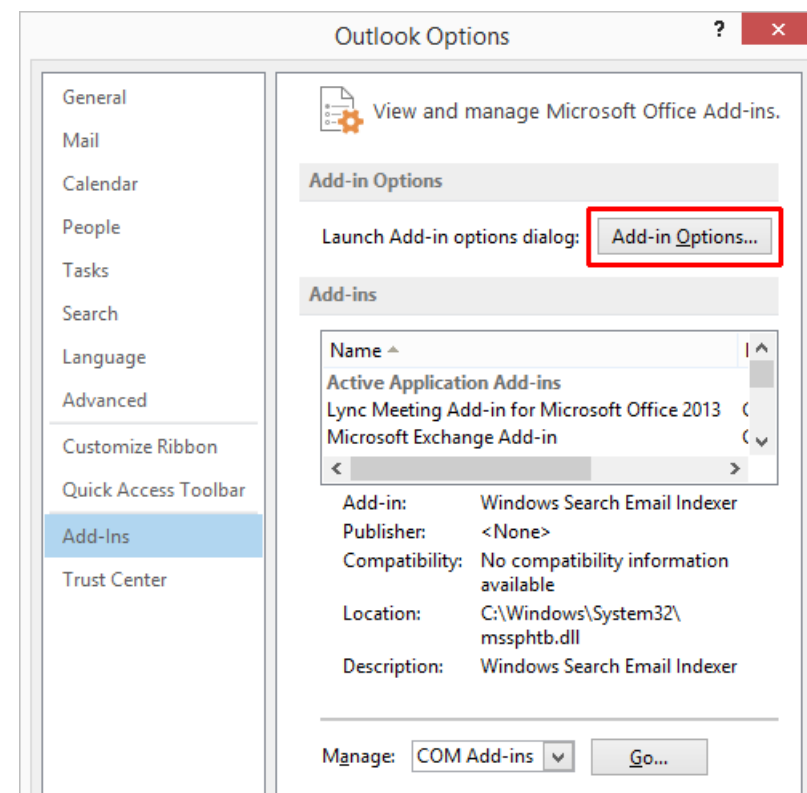 Outlook Options
?
General
Mail
Calendar
People
Tasks
Search
Language
Advanced
Customize Ribbon
Quick Access Toolbar
Add-Ins
Trust Center
View and manage Microsoft Office Add-ins.
Add-in Options
Launch Add-in options dialog: Add-in Options...
Add-ins
Name
Active Application Add-ins
Lync Meeting Add-in for Microsoft Office 2013
Microsoft Exchange Add-in
Add-in: Windows Search Email Indexer
Publisher: <None>
Compatibility: No compatibility information
available
Location: C:\Windows\System32\
mssphtb.dll
Description: Windows Search Email Indexer
Manage: COM Add-ins Go...